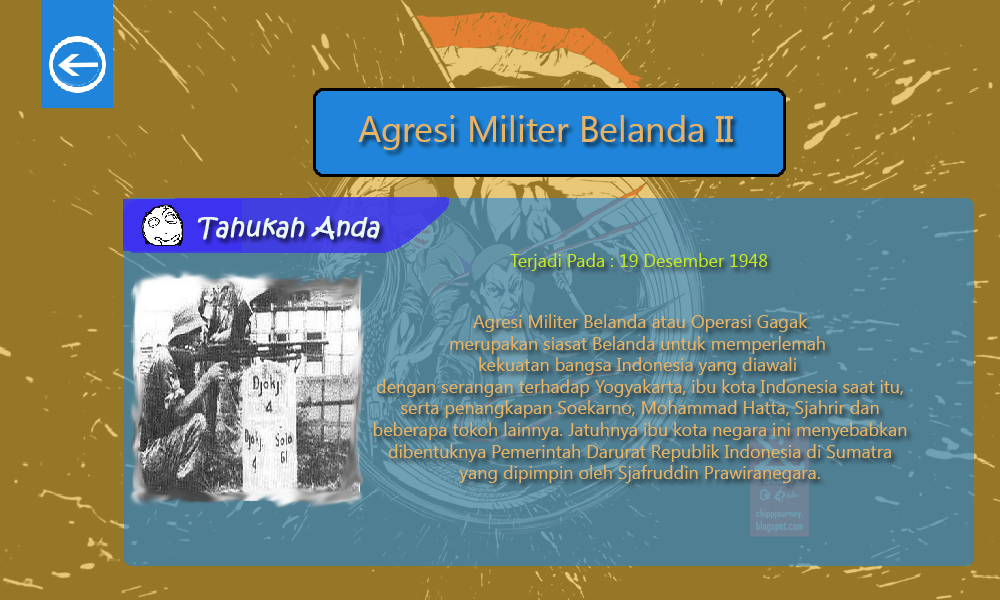 Agresi Militer Belanda II
Tahukah Anda
Terjadi Pada : 19 Desember 1948
Agresi Militer Belanda atau Operasi Gagak
merupakan siasat Belanda untuk memperlemah
kekuatan bangsa Indonesia yang diawali
dengan serangan terhadap Yogyakarta, ibu kota Indonesia saat itu,
serta penangkapan Soekarno, Mohammad Hatta, Sjahrir dan
beberapa tokoh lainnya. Jatuhnya ibu kota negara ini menyebabkan
dibentuknya Pemerintah Darurat Republik Indonesia di Sumatra
yang dipimpin oleh Sjafruddin Prawiranegara.
Djokj.
4
Djokj. Solo
4 61
chippjourney.
blogspot.com